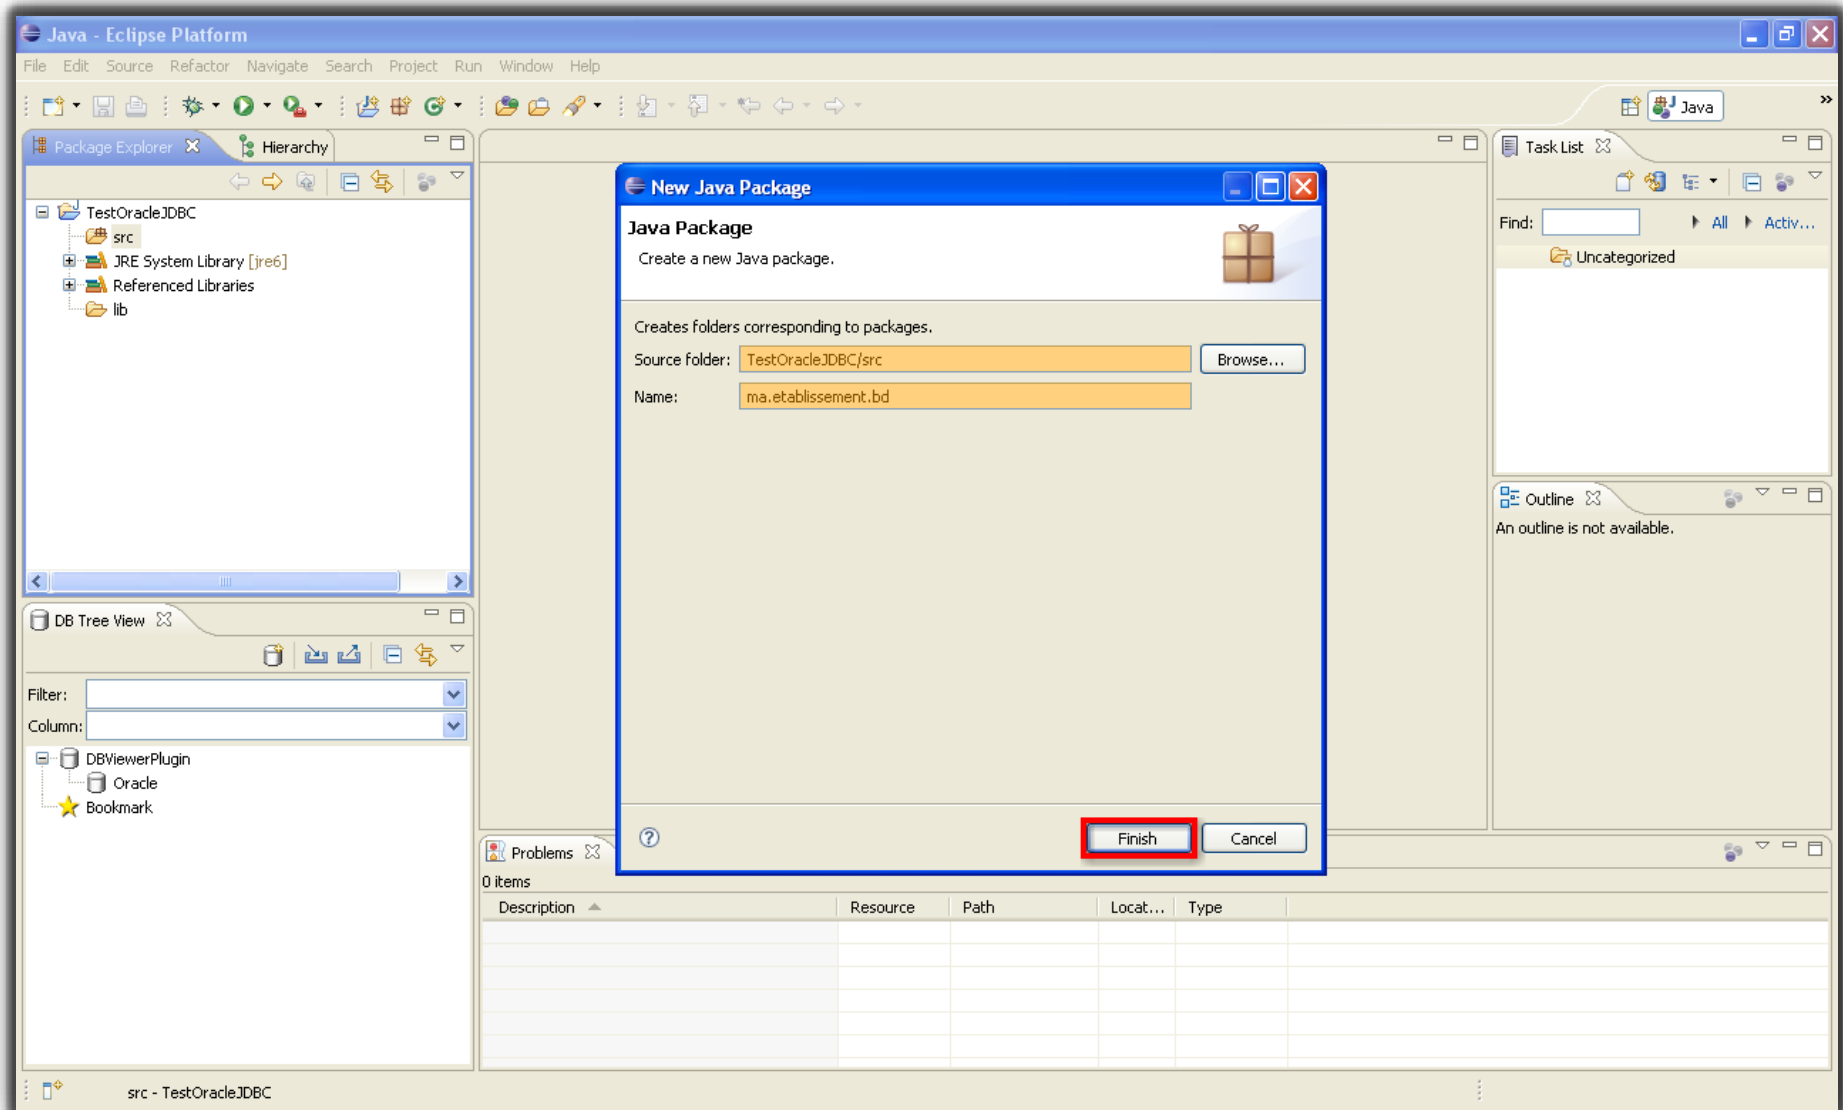 Java - Eclipse Platform
File Edit Source Refactor Navigate Search Project Run Window Help
Java
»
Package Explorer
Hierarchy
TestOracleJDBC
src
JRE System Library [jre6]
Referenced Libraries
lib
DB Tree View
Filter:
Column:
DBViewerPlugin
Oracle
Bookmark
New Java Package
Java Package
Create a new Java package.
Creates folders corresponding to packages.
Source folder: TestOracleJDBC/src Browse...
Name: ma.etablissement.bd
? Finish Cancel
Task List
Find: All Activ...
Uncategorized
Outline
An outline is not available.
Problems
0 items
Description Resource Path Locat... Type
src - TestOracleJDBC